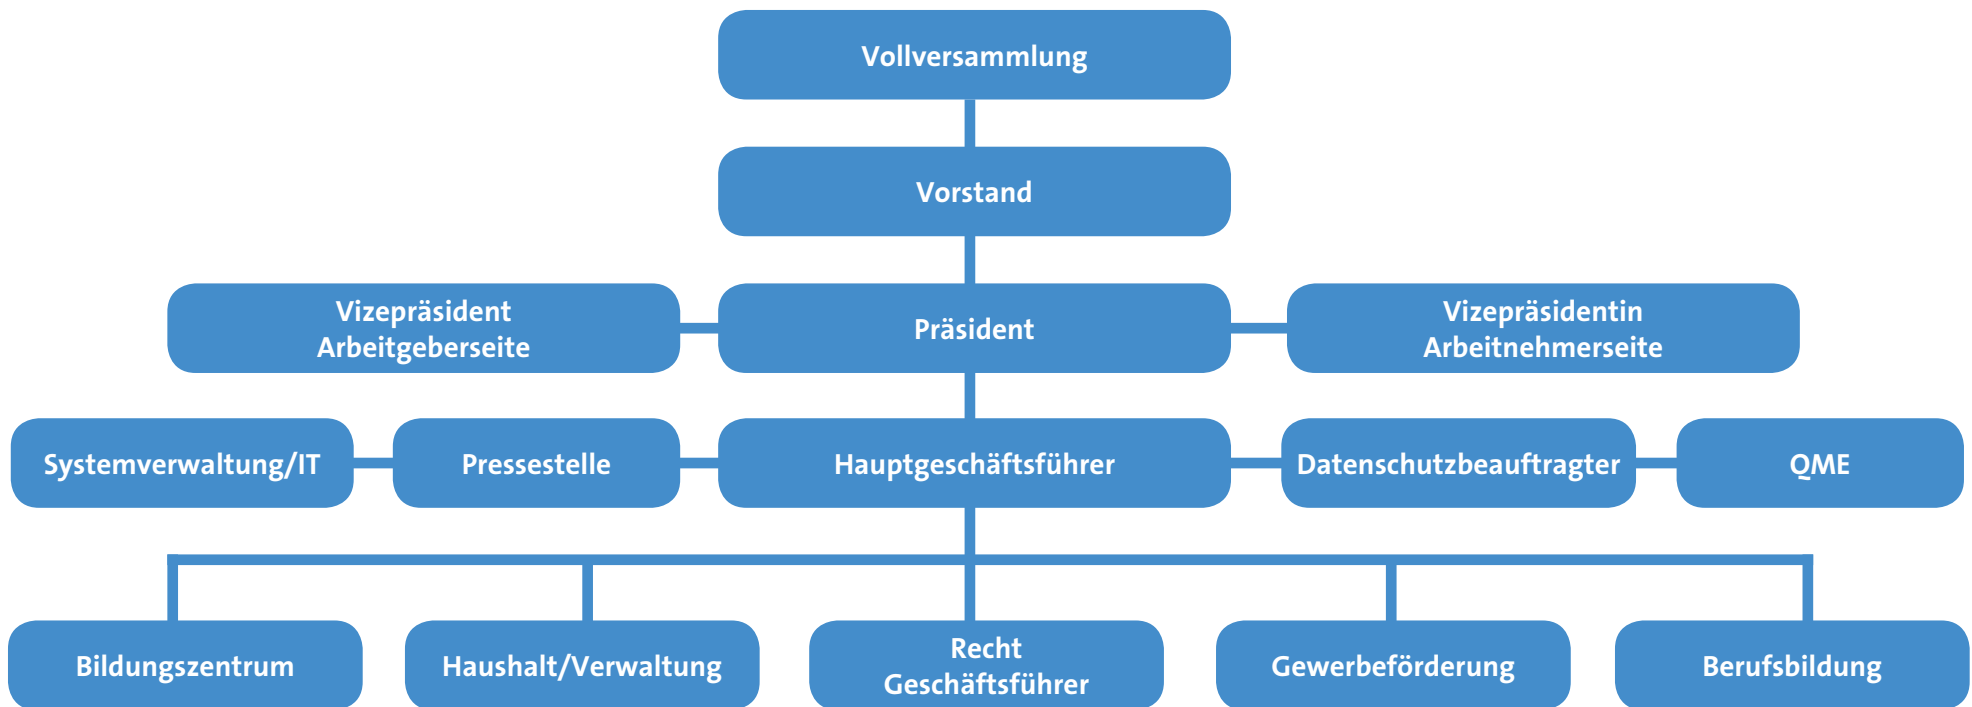 Vollversammlung
Vorstand
Vizepräsident
Arbeitgeberseite
Präsident
Vizepräsidentin
Arbeitnehmerseite
Systemverwaltung/IT
Pressestelle
Hauptgeschäftsführer
Datenschutzbeauftragter
QME
Bildungszentrum
Haushalt/Verwaltung
Recht
Geschäftsführer
Gewerbeförderung
Berufsbildung